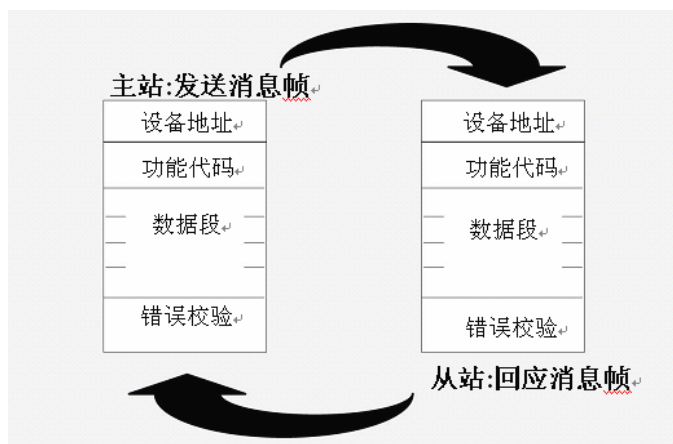 主站:发送消息帧
设备地址
功能代码
数据段
错误校验
设备地址
功能代码
数据段
错误校验
从站:回应消息帧